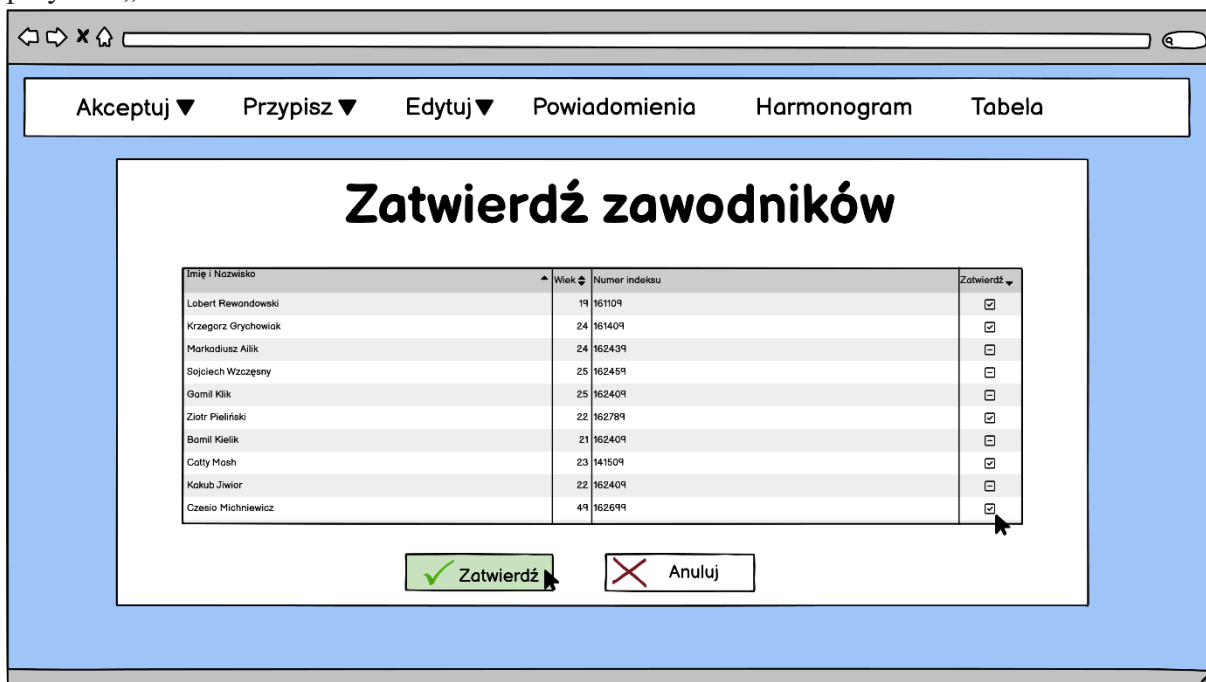 Akceptuj ▼ Przypisz ▼ Edytuj ▼ Powiadomienia Harmonogram Tabela
Zatwierdź zawodników
Imię i Nazwisko Wiek Numer indeksu Zatwierdź
Lobert Rewandowski 19 161109
Krzegorz Grychowiak 24 161409
Markadiusz Ailik 24 162439
Sojciech Wzczęsny 25 162459
Gamil Klik 25 162409
Ziotr Pieliński 22 162789
Bamil Kielik 21 162409
Catty Mash 23 141509
Kakub Jiwior 22 162409
Czesio Michniewicz 49 162699
Zatwierdź Anuluj